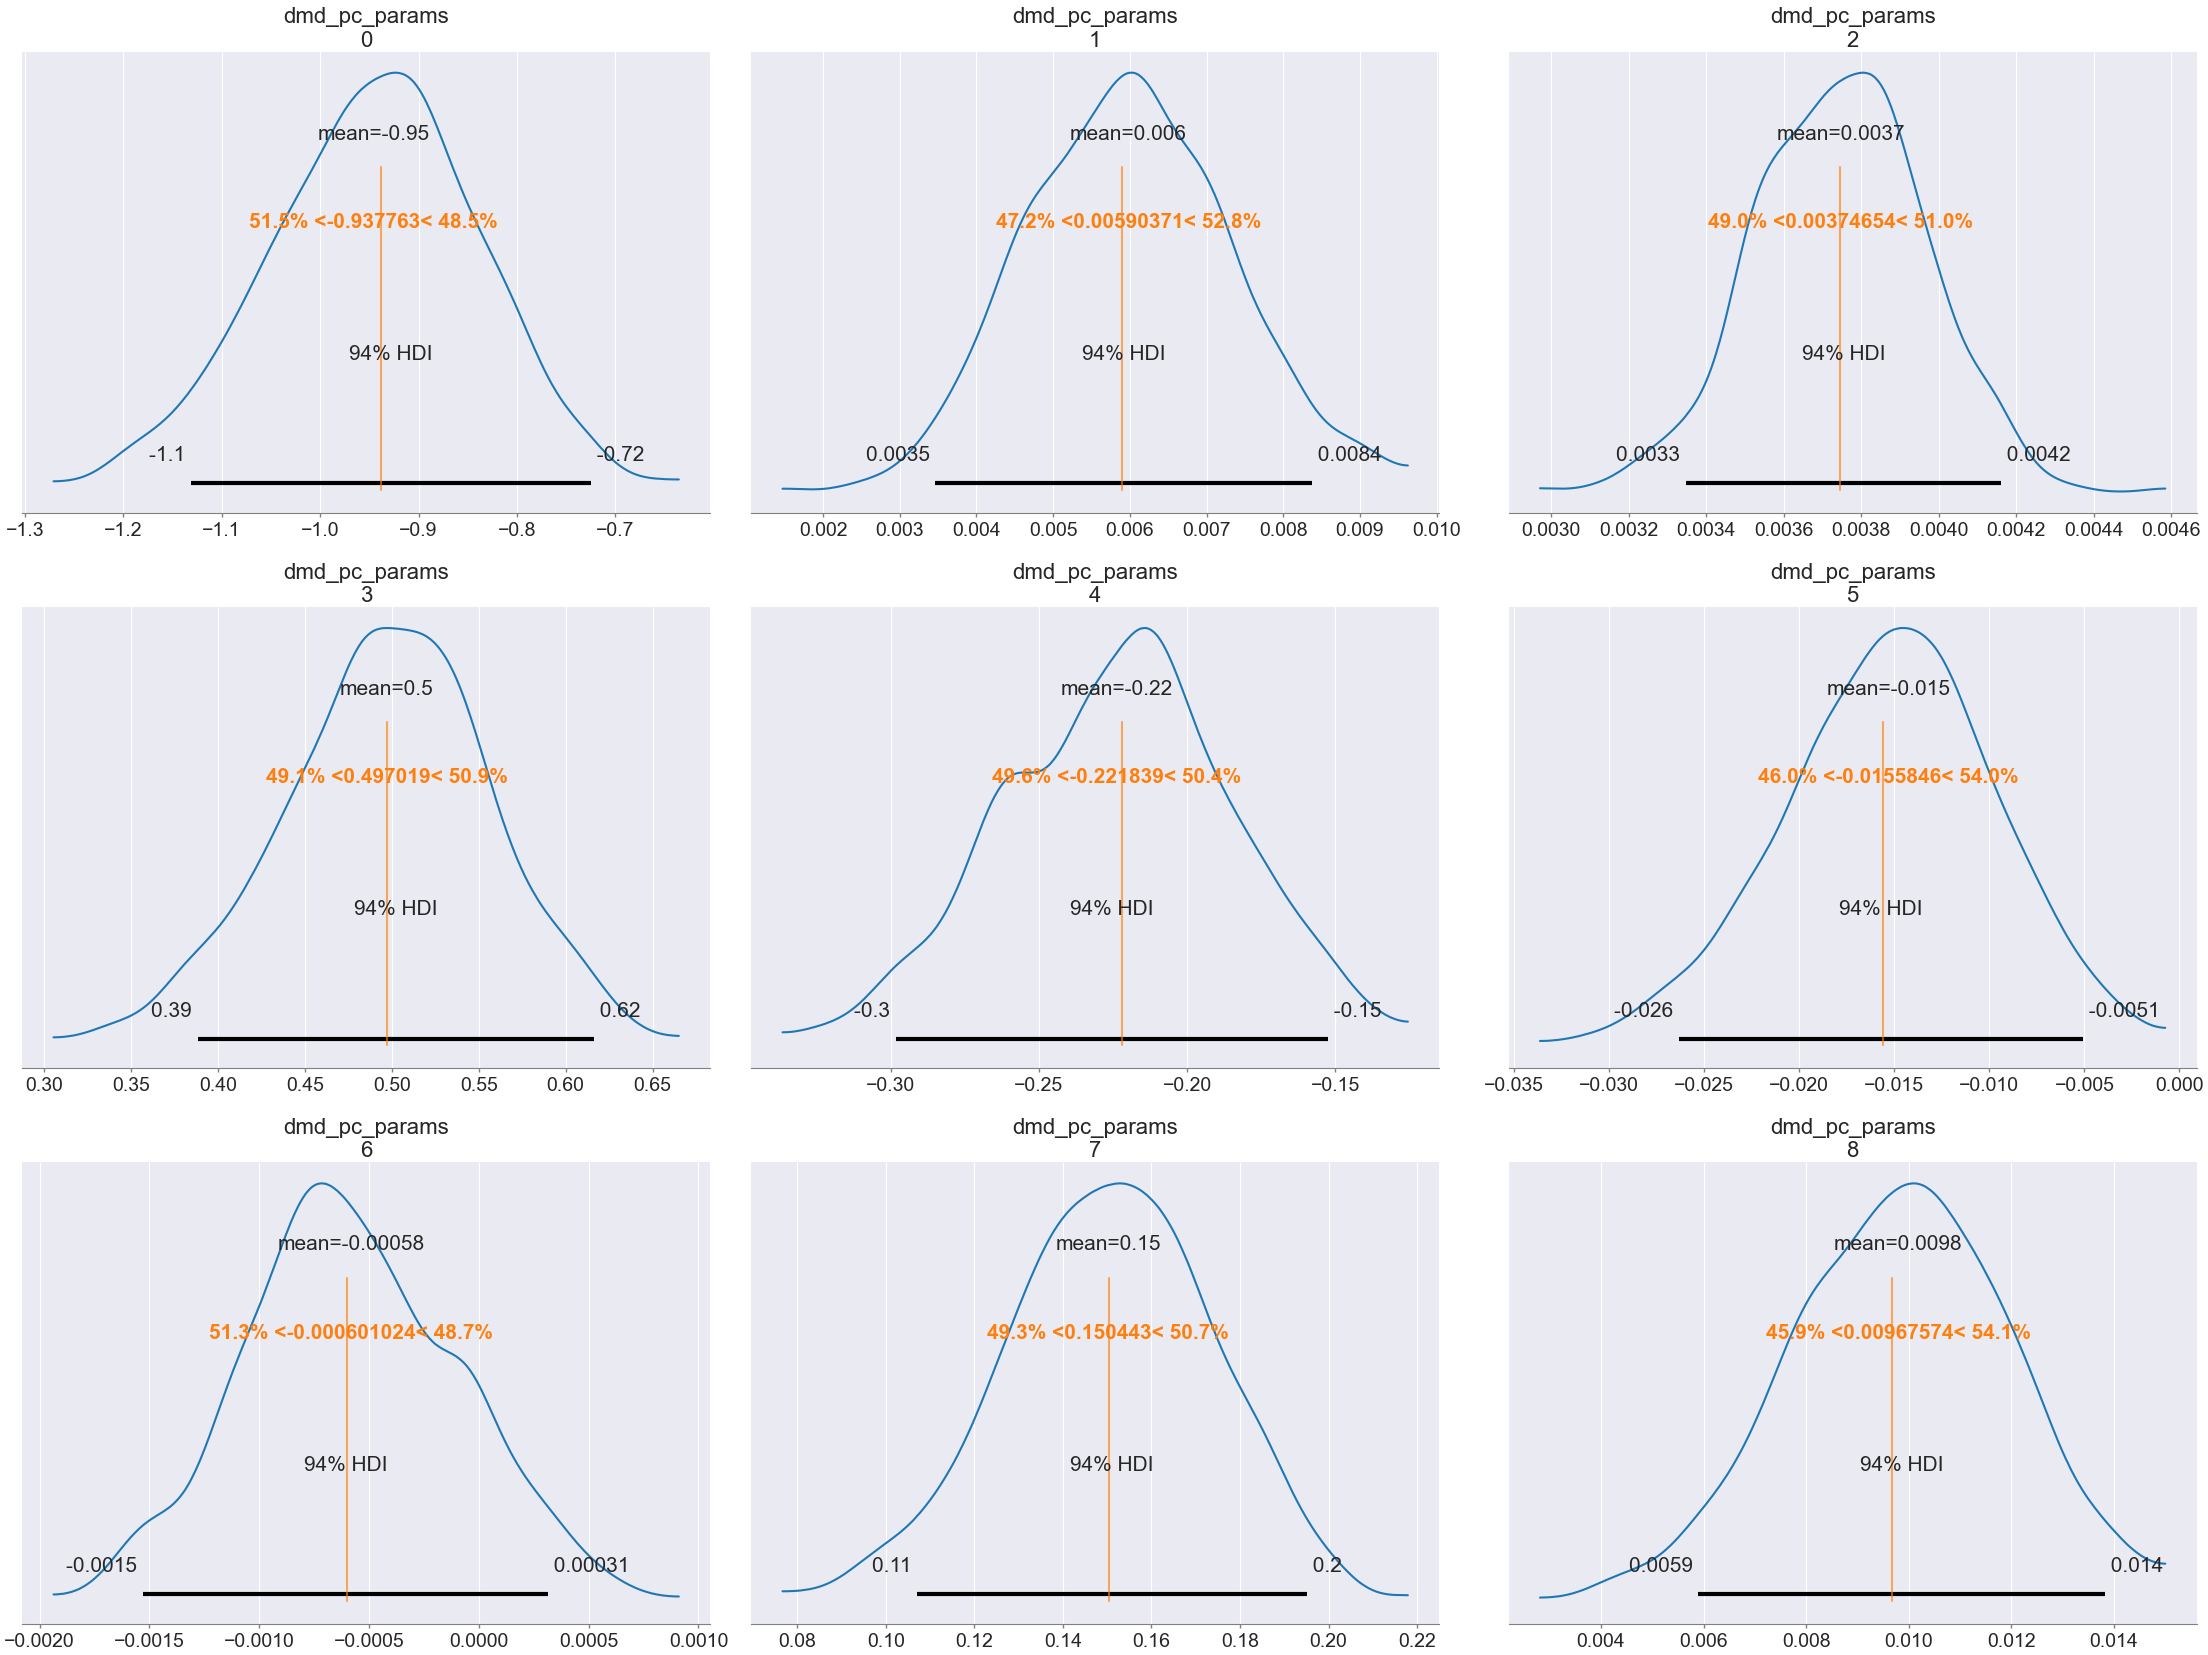 dmd_pc_params
0
mean=-0.95
51.5% <-0.937763< 48.5%
94% HDI
-1.1
-0.72
−1.3 −1.2 −1.1 −1.0 −0.9 −0.8 −0.7
dmd_pc_params
1
mean=0.006
47.2% <0.00590371< 52.8%
94% HDI
0.0035
0.0084
0.002 0.003 0.004 0.005 0.006 0.007 0.008 0.009 0.010
dmd_pc_params
2
mean=0.0037
49.0% <0.00374654< 51.0%
94% HDI
0.0033
0.0042
0.0030 0.0032 0.0034 0.0036 0.0038 0.0040 0.0042 0.0044 0.0046
dmd_pc_params
3
mean=0.5
49.1% <0.497019< 50.9%
94% HDI
0.39
0.62
0.30 0.35 0.40 0.45 0.50 0.55 0.60 0.65
dmd_pc_params
4
mean=-0.22
49.6% <-0.221839< 50.4%
94% HDI
-0.3
-0.15
−0.30 −0.25 −0.20 −0.15
dmd_pc_params
5
mean=-0.015
46.0% <-0.0155846< 54.0%
94% HDI
-0.026
-0.0051
−0.035 −0.030 −0.025 −0.020 −0.015 −0.010 −0.005 0.000
dmd_pc_params
6
mean=-0.00058
51.3% <-0.000601024< 48.7%
94% HDI
-0.0015
0.00031
−0.0020 −0.0015 −0.0010 −0.0005 0.0000 0.0005 0.0010
dmd_pc_params
7
mean=0.15
49.3% <0.150443< 50.7%
94% HDI
0.11
0.2
0.08 0.10 0.12 0.14 0.16 0.18 0.20 0.22
dmd_pc_params
8
mean=0.0098
45.9% <0.00967574< 54.1%
94% HDI
0.0059
0.014
0.004 0.006 0.008 0.010 0.012 0.014